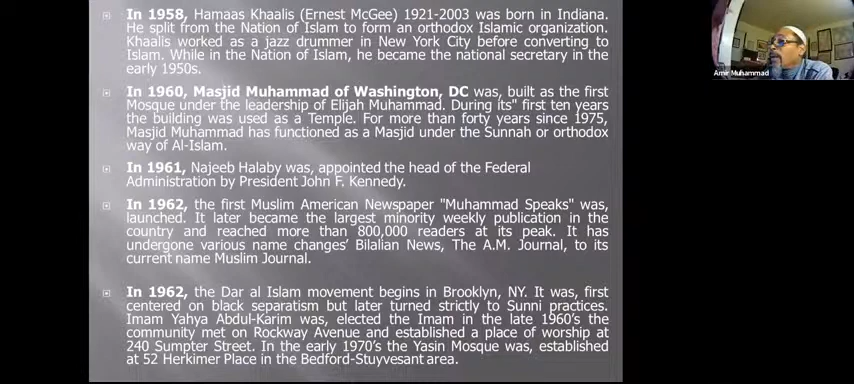 In 1958, Hamaas Khaalis (Ernest McGee) 1921-2003 was born in Indiana.
He split from the Nation of Islam to form an orthodox Islamic organization.
Khaalis worked as a jazz drummer in New York City before converting to
Islam. While in the Nation of Islam, he became the national secretary in the
early 1950s.
In 1960, Masjid Muhammad of Washington, DC was, built as the first
Mosque under the leadership of Elijah Muhammad. During its" first ten years
the building was used as a Temple. For more than forty years since 1975,
Masjid Muhammad has functioned as a Masjid under the Sunnah or orthodox
way of Al-Islam.
In 1961, Najeeb Halaby was, appointed the head of the Federal
Administration by President John F. Kennedy.
In 1962, the first Muslim American Newspaper "Muhammad Speaks" was,
launched. It later became the largest minority weekly publication in the
country and reached more than 800,000 readers at its peak. It has
undergone various name changes’ Bilalian News, The A.M. Journal, to its
current name Muslim Journal.
In 1962, the Dar al Islam movement begins in Brooklyn, NY. It was, first
centered on black separatism but later turned strictly to Sunni practices.
Imam Yahya Abdul-Karim was, elected the Imam in the late 1960's the
community met on Rockway Avenue and established a place of worship at
240 Sumpter Street. In the early 1970's the Yasin Mosque was, established
at 52 Herkimer Place in the Bedford-Stuyvesant area.
Amir Muhammad